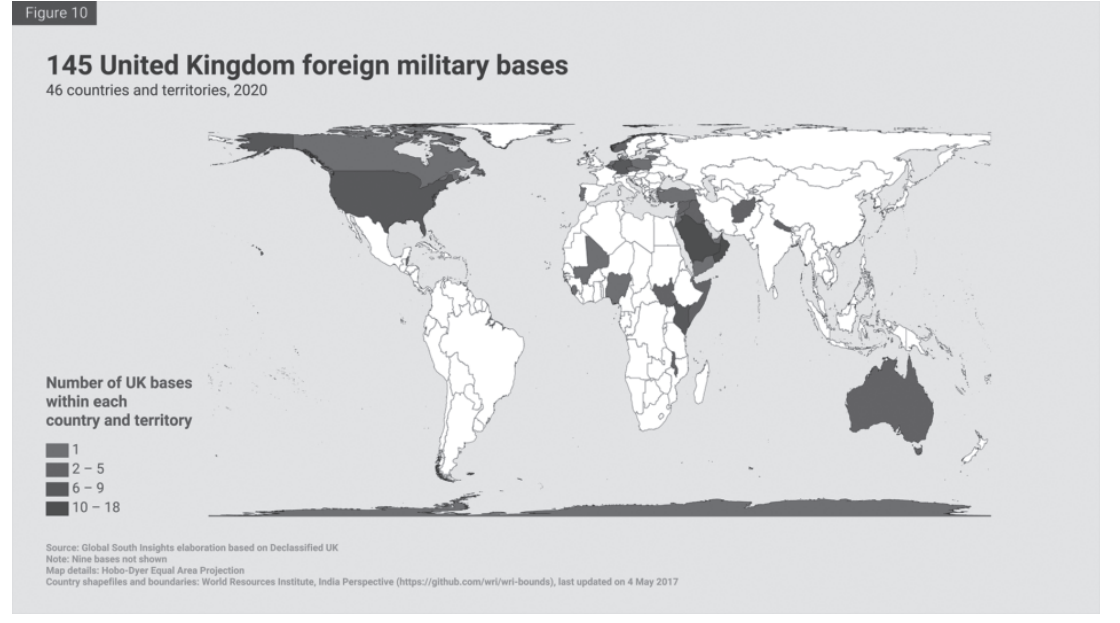 Figure 10
145 United Kingdom foreign military bases
46 countries and territories, 2020
Number of UK bases
within each
country and territory
1
2 – 5
6 – 9
10 – 18
Source: Global South Insights elaboration based on Declassified UK
Note: Nine bases not shown
Map details: Hobo-Dyer Equal Area Projection
Country shapefiles and boundaries: World Resources Institute, India Perspective (https://github.com/wri/wri-bounds), last updated on 4 May 2017